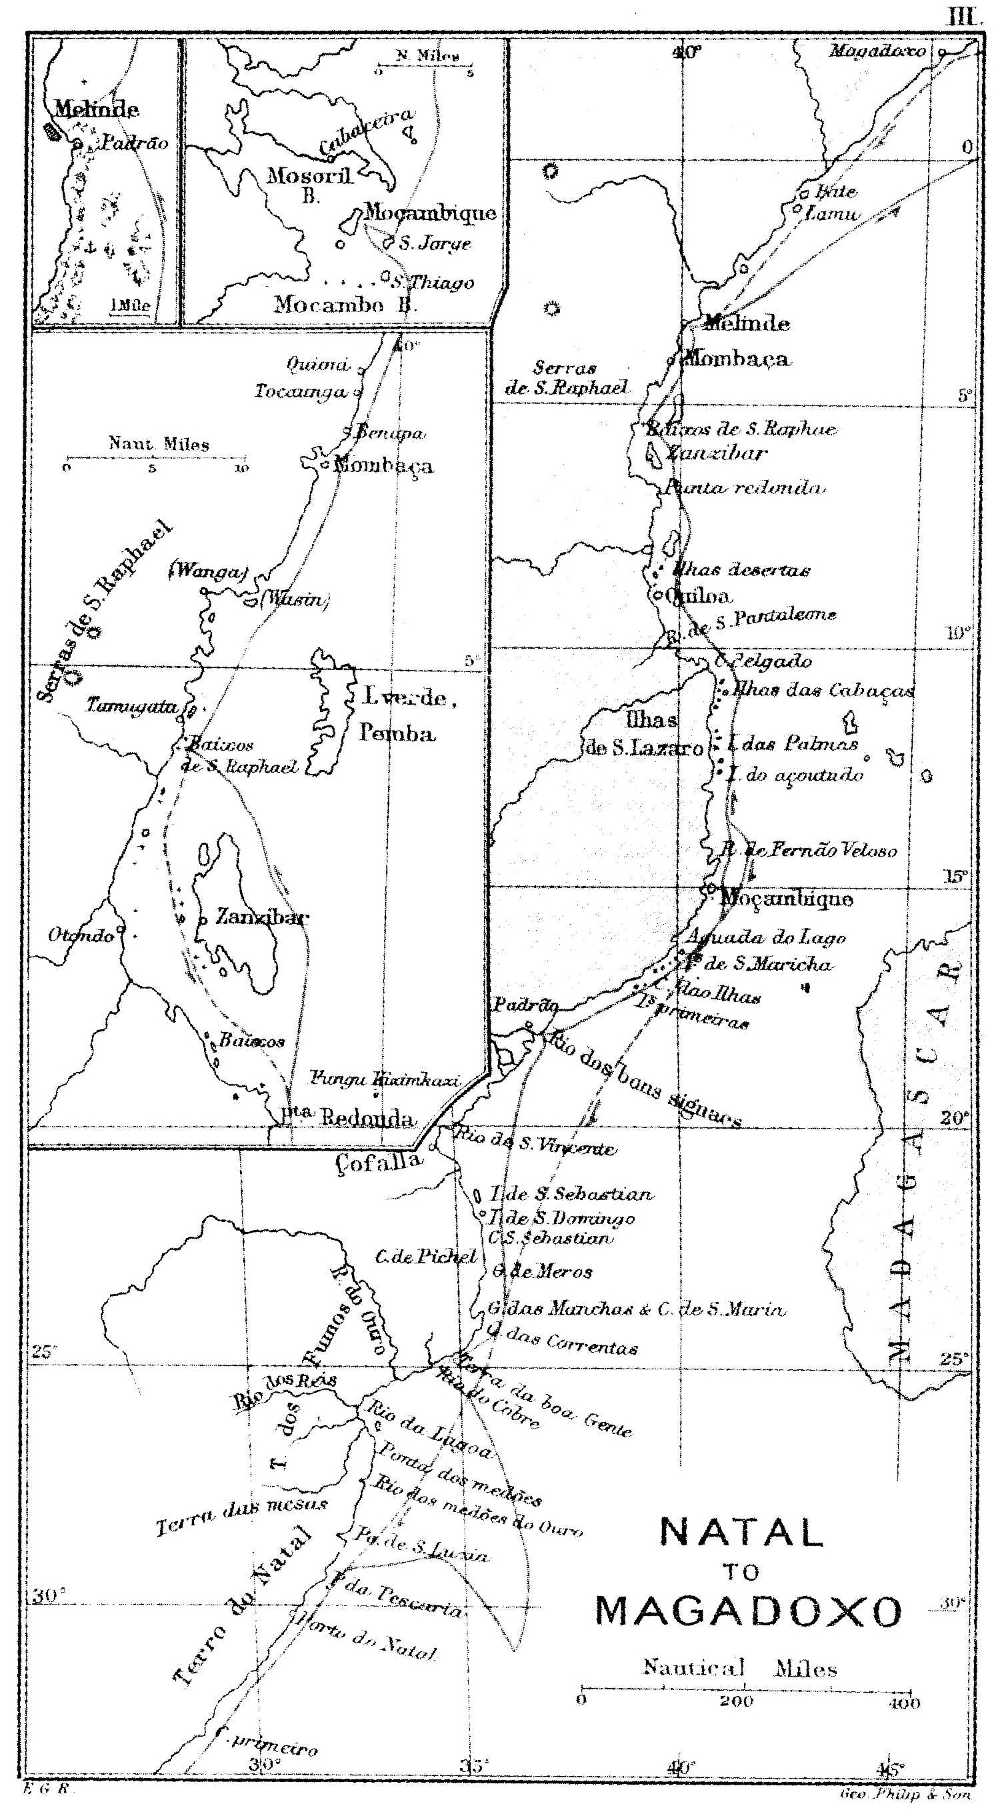 III.
Melinde
Padrão
1 Mile
N. Miles
0 5
Cabaceira
Mosoril
B.
Moçambique
S. Jorge
S. Thiago
Mocambo B.
40°
Magadoxo
0
Pate
Lamu
Melinde
Mombaça
Serras
de S. Raphael
5°
Baixos de S. Raphael
Zanzibar
Punta redonda
Ilhas desertas
Quiloa
R. de S. Pantaleone
10°
C. Delgado
Ilhas das Cabaças
Ilhas
de S. Lazaro
I. das Palmas
I. do açoutado
R. de Fernão Veloso
15°
Moçambique
Aguada do Lago
de S. Maricha
C. dao Ilhas
Is primeiras
Padrão
Rio dos bons signaes
MADAGASCAR
20°
40°
Quioni
Tocaunga
Benapa
Mombaça
Naut. Miles
0 5 10
Serras de S. Raphael
(Wanga)
(Wasin)
5°
I. verde,
Pemba
Tamugata
Baixos
de S. Raphael
Zanzibar
Otondo
Baixos
Fungu Kizimkazi
Pta Redonda
Rio de S. Vincente
Çofalla
I. de S. Sebastian
I. de S. Domingo
C. S. Sebastian
C. de Pichel
G. de Meros
R. do Ouro
G. das Manchas & C. de S. Maria
C. das Correntas
25°
25°
Terra da boa Gente
Rio do Cobre
T. dos Fumos
Rio dos Reis
Rio da Lagoa
Ponta dos medões
Rio dos medões do Ouro
Terra das mesas
Pa. de S. Luzia
30°
P. da Pescaria
30°
Porto do Natal
Terro do Natal
C. primeiro
NATAL
TO
MAGADOXO
Nautical Miles
0 200 400
30° 35° 40° 45°
E. G. R.
Geo. Philip & Son